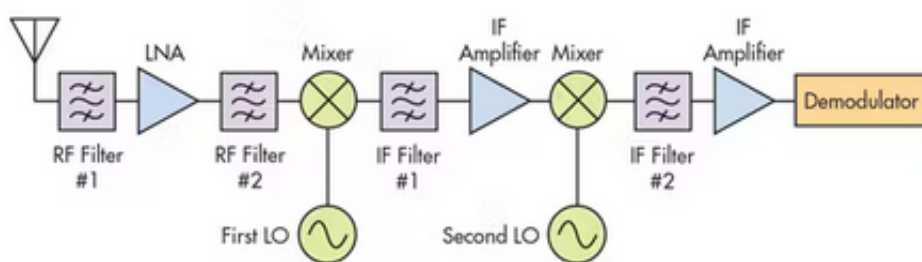 LNA
Mixer
IF
Amplifier
Mixer
IF
Amplifier
Demodulator
RF Filter
#1
RF Filter
#2
IF Filter
#1
IF Filter
#2
First LO
Second LO